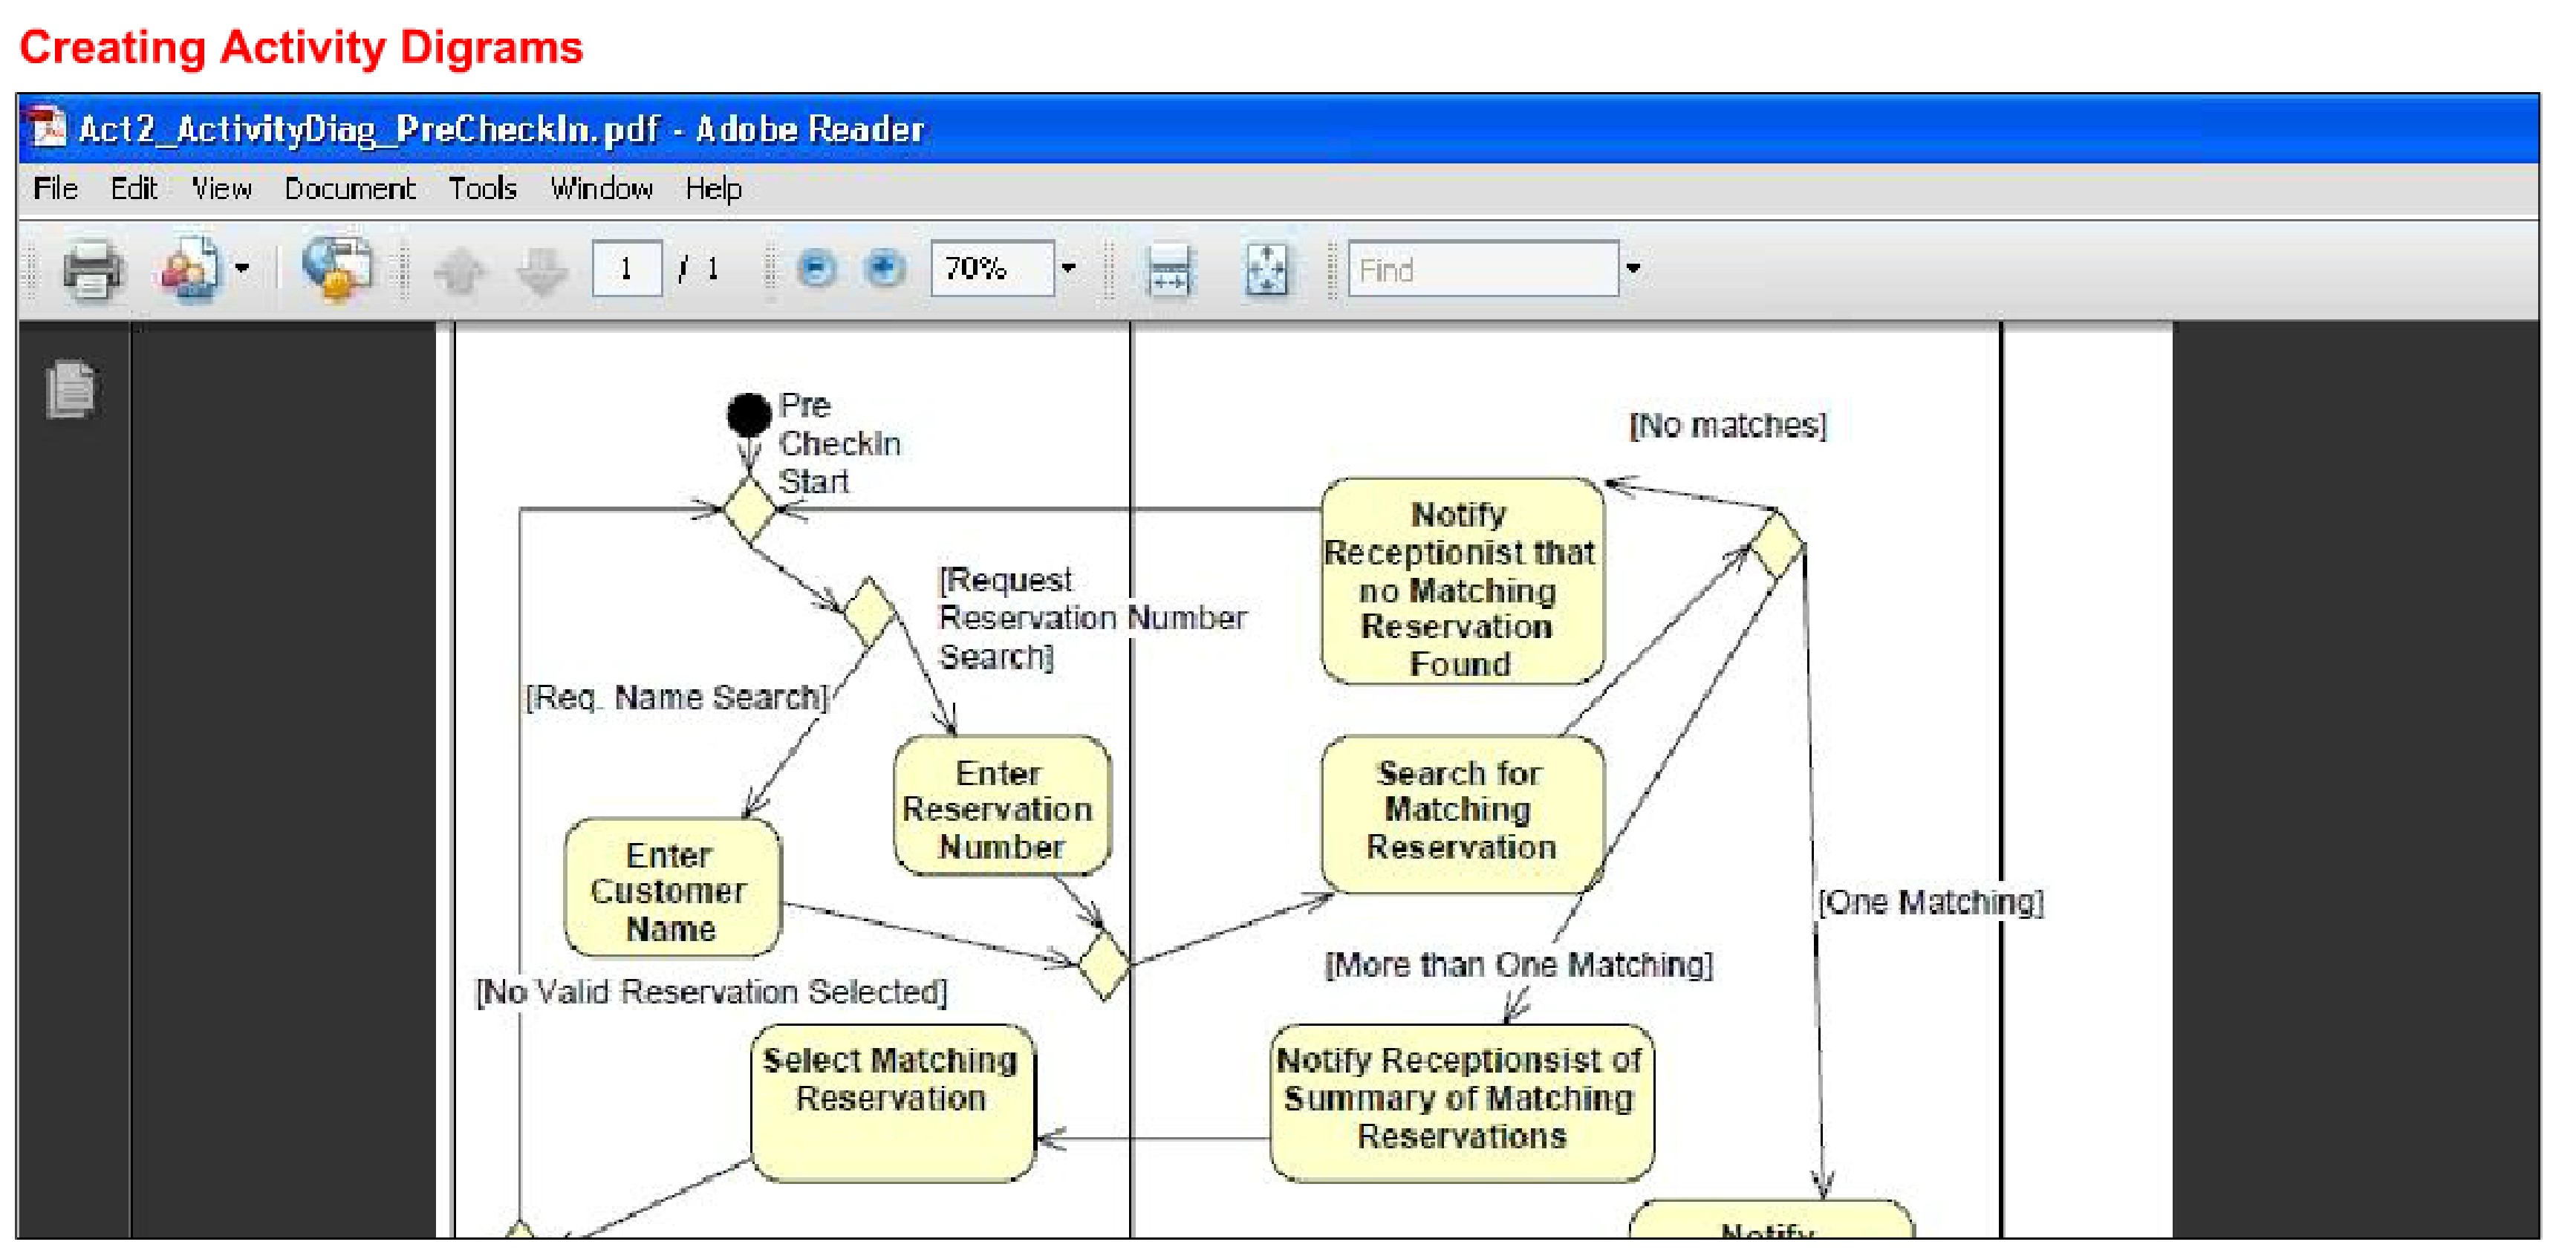 Creating Activity Digrams
Act2_ActivityDiag_PreCheckIn.pdf - Adobe Reader
File Edit View Document Tools Window Help
1 / 1 70% Find
Pre
CheckIn
Start
[No matches]
Notify
Receptionist that
no Matching
Reservation
Found
[Request
Reservation Number
Search]
[Req. Name Search]
Enter
Reservation
Number
Search for
Matching
Reservation
Enter
Customer
Name
[One Matching]
[More than One Matching]
[No Valid Reservation Selected]
Select Matching
Reservation
Notify Receptionsist of
Summary of Matching
Reservations
Notify